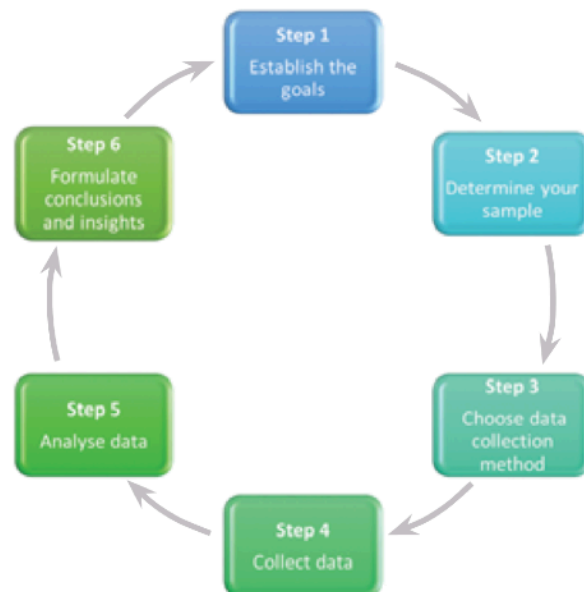 Step 1
Establish the
goals
Step 2
Determine your
sample
Step 3
Choose data
collection
method
Step 4
Collect data
Step 5
Analyse data
Step 6
Formulate
conclusions
and insights